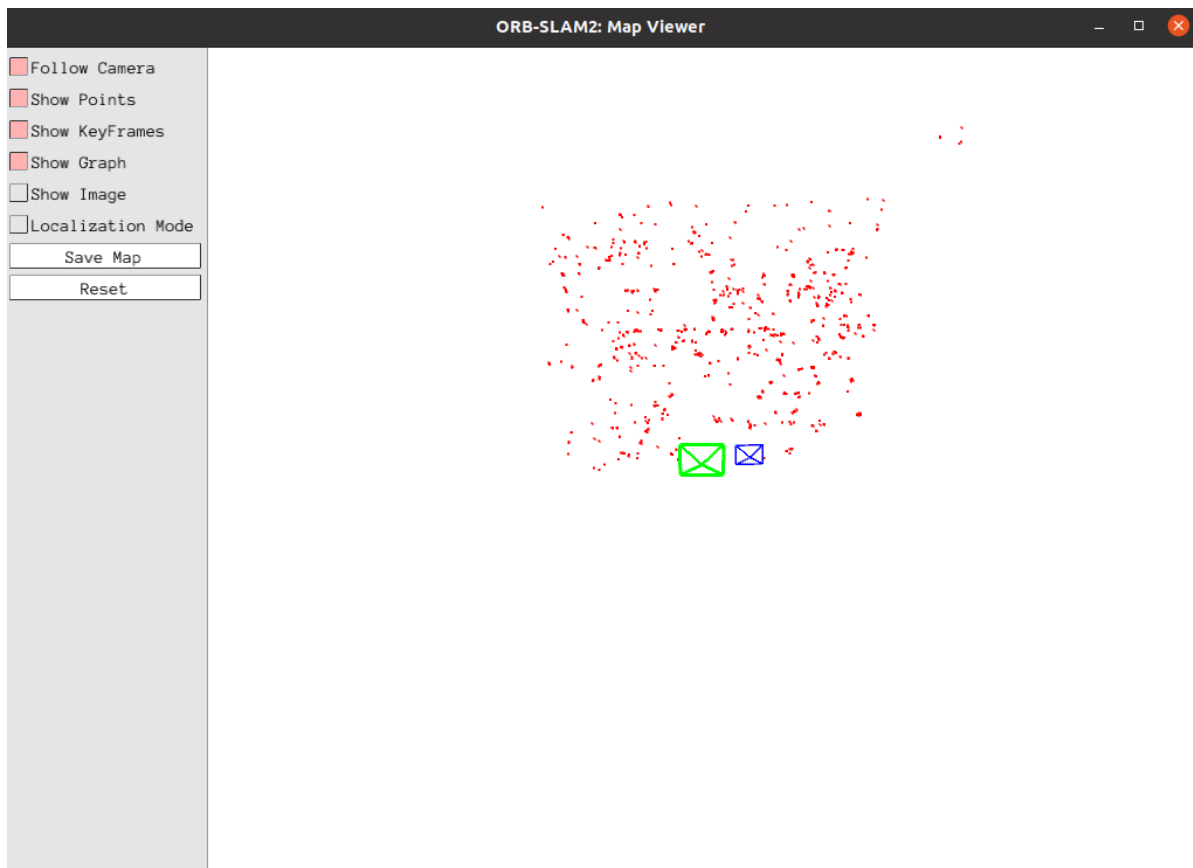 ORB-SLAM2: Map Viewer
Follow Camera
Show Points
Show KeyFrames
Show Graph
Show Image
Localization Mode
Save Map
Reset